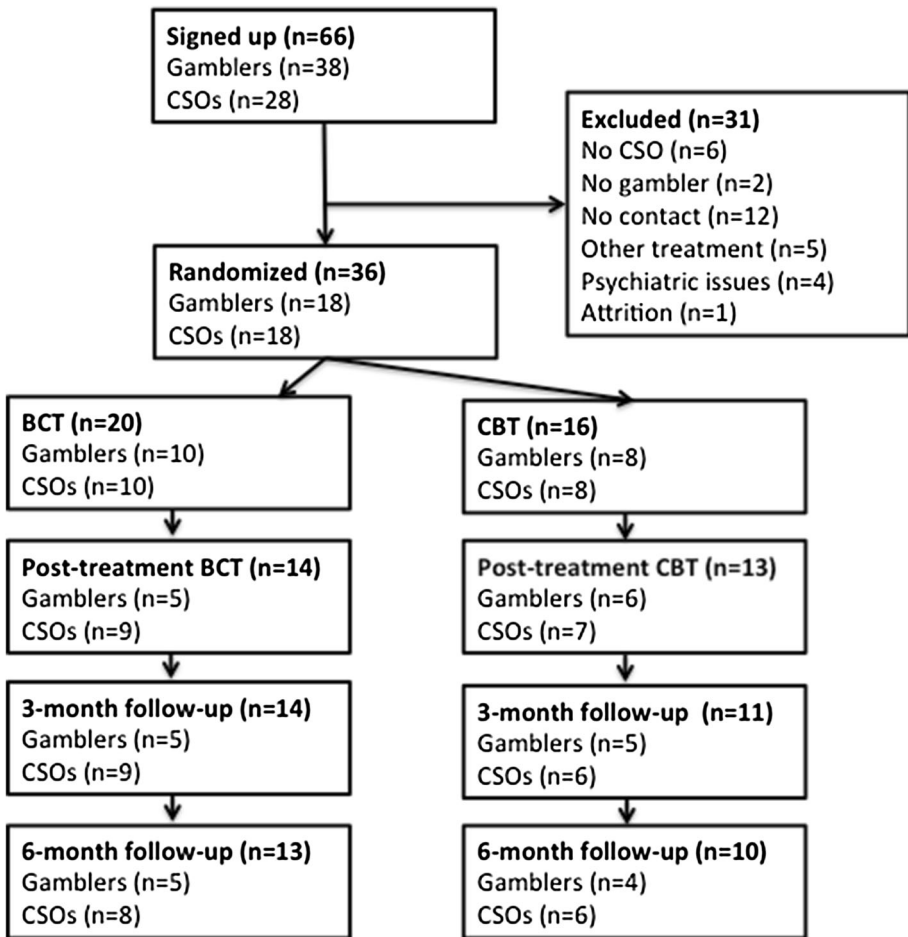 Signed up (n=66)
Gamblers (n=38)
CSOs (n=28)
Excluded (n=31)
No CSO (n=6)
No gambler (n=2)
No contact (n=12)
Other treatment (n=5)
Psychiatric issues (n=4)
Attrition (n=1)
Randomized (n=36)
Gamblers (n=18)
CSOs (n=18)
BCT (n=20)
Gamblers (n=10)
CSOs (n=10)
CBT (n=16)
Gamblers (n=8)
CSOs (n=8)
Post-treatment BCT (n=14)
Gamblers (n=5)
CSOs (n=9)
Post-treatment CBT (n=13)
Gamblers (n=6)
CSOs (n=7)
3-month follow-up (n=14)
Gamblers (n=5)
CSOs (n=9)
3-month follow-up (n=11)
Gamblers (n=5)
CSOs (n=6)
6-month follow-up (n=13)
Gamblers (n=5)
CSOs (n=8)
6-month follow-up (n=10)
Gamblers (n=4)
CSOs (n=6)